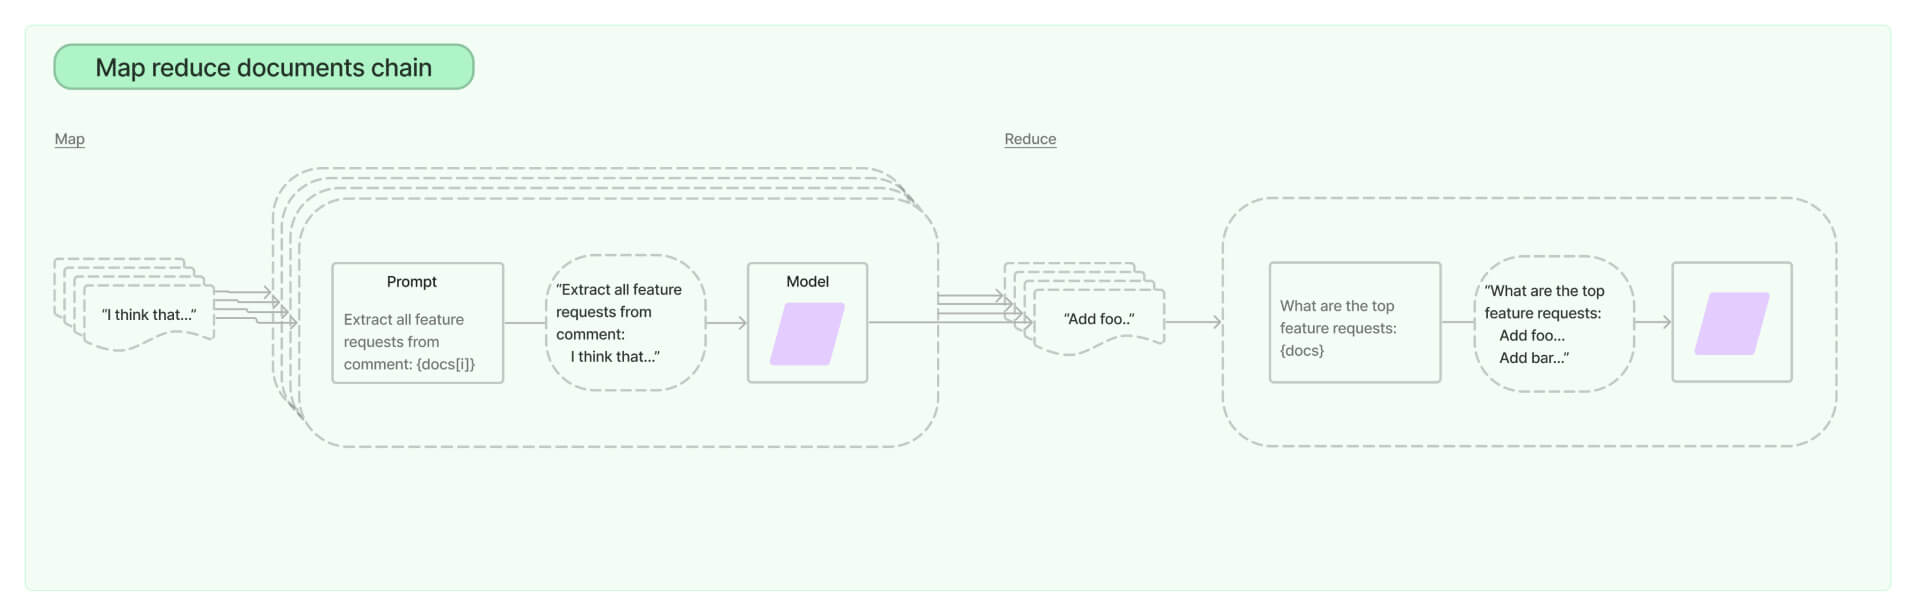 Map reduce documents chain
Map
Reduce
“I think that...”
Prompt
Extract all feature
requests from
comment: {docs[i]}
“Extract all feature
requests from
comment:
I think that...”
Model
“Add foo..”
What are the top
feature requests:
{docs}
“What are the top
feature requests:
Add foo...
Add bar...”